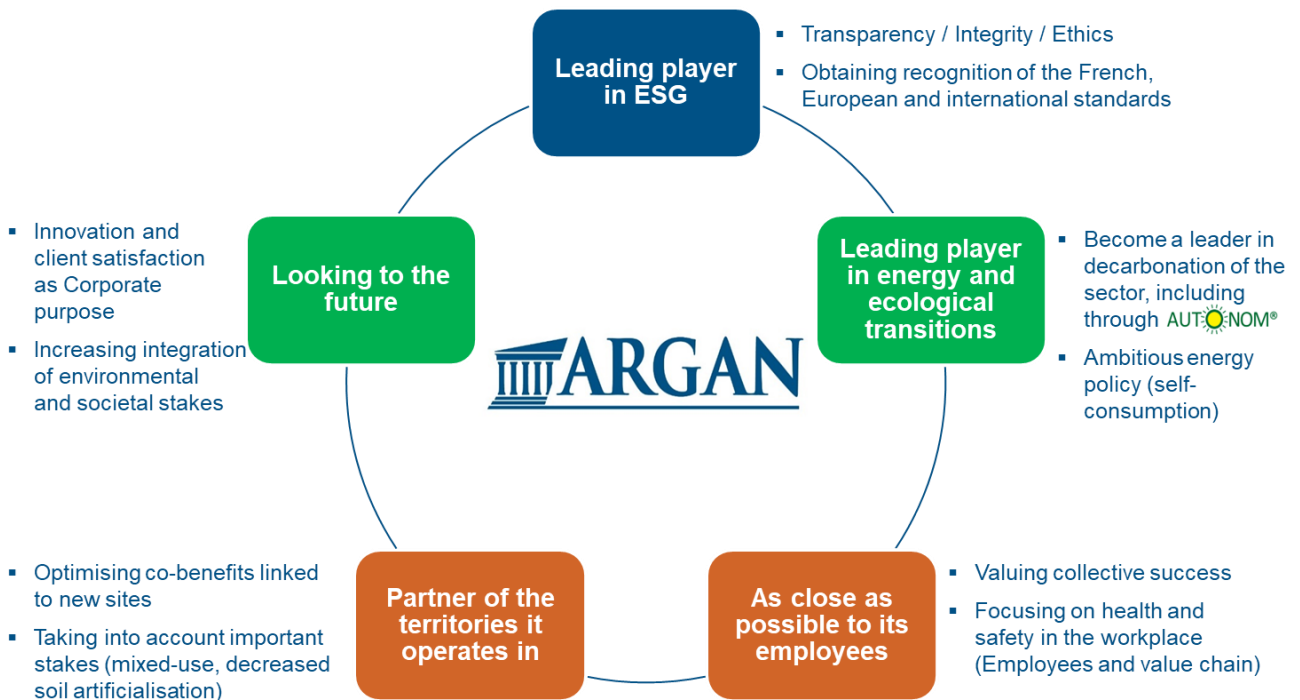 Leading player
in ESG
▪ Transparency / Integrity / Ethics
▪ Obtaining recognition of the French,
European and international standards
Leading player
in energy and
ecological
transitions
▪ Become a leader in
decarbonation of the
sector, including
through AUTONOM®
▪ Ambitious energy
policy (self-
consumption)
As close as
possible to its
employees
▪ Valuing collective success
▪ Focusing on health and
safety in the workplace
(Employees and value chain)
Partner of the
territories it
operates in
▪ Optimising co-benefits linked
to new sites
▪ Taking into account important
stakes (mixed-use, decreased
soil artificialisation)
Looking to the
future
▪ Innovation and
client satisfaction
as Corporate
purpose
▪ Increasing integration
of environmental
and societal stakes
ARGAN